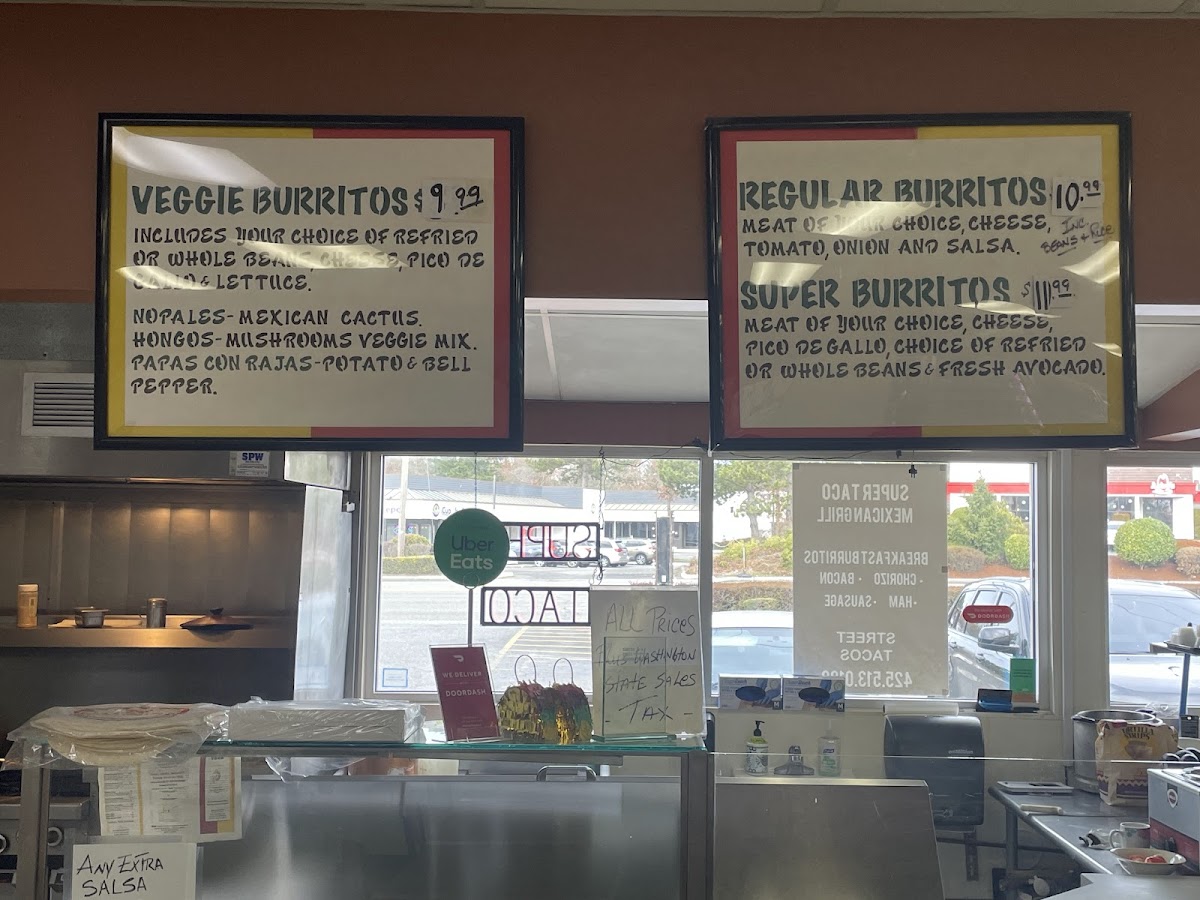 VEGGIE BURRITOS $9.99
INCLUDES YOUR CHOICE OF REFRIED
OR WHOLE BEANS, CHEESE, PICO DE
GALLO & LETTUCE.
NOPALES-MEXICAN CACTUS.
HONGOS-MUSHROOMS VEGGIE MIX.
PAPAS CON RAJAS-POTATO & BELL
PEPPER.
REGULAR BURRITOS $10.99
MEAT OF YOUR CHOICE, CHEESE,
TOMATO, ONION AND SALSA.
INC.
BEANS & RICE
SUPER BURRITOS $11.99
MEAT OF YOUR CHOICE, CHEESE,
PICO DE GALLO, CHOICE OF REFRIED
OR WHOLE BEANS & FRESH AVOCADO.
SPW
Uber
Eats
TACO
WE DELIVER
DOORDASH
ALL PRICES
PLUS WASHINGTON
STATE SALES
- TAX -
SUPER TACO
MEXICAN GRILL
BREAKFAST BURRITOS
· CHORIZO · BACON ·
· HAM · SAUSAGE
STREET
TACOS
DOORDASH
ANY EXTRA
SALSA